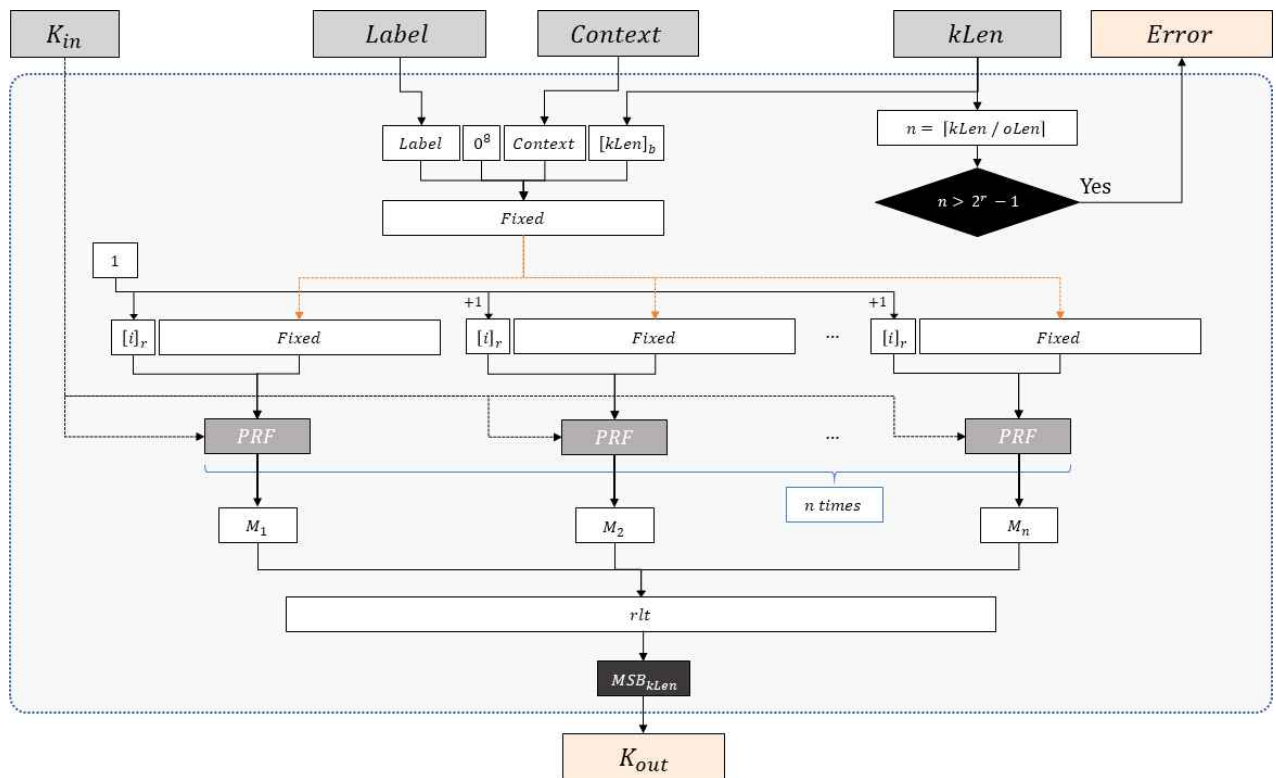 K_in
Label
Context
kLen
Error
Label
0^8
Context
[kLen]_b
n = ⌈kLen / oLen⌉
n > 2^r − 1
Yes
Fixed
1
+1
+1
[i]_r
Fixed
[i]_r
Fixed
...
[i]_r
Fixed
PRF
PRF
...
PRF
n times
M_1
M_2
M_n
rlt
MSB_kLen
K_out